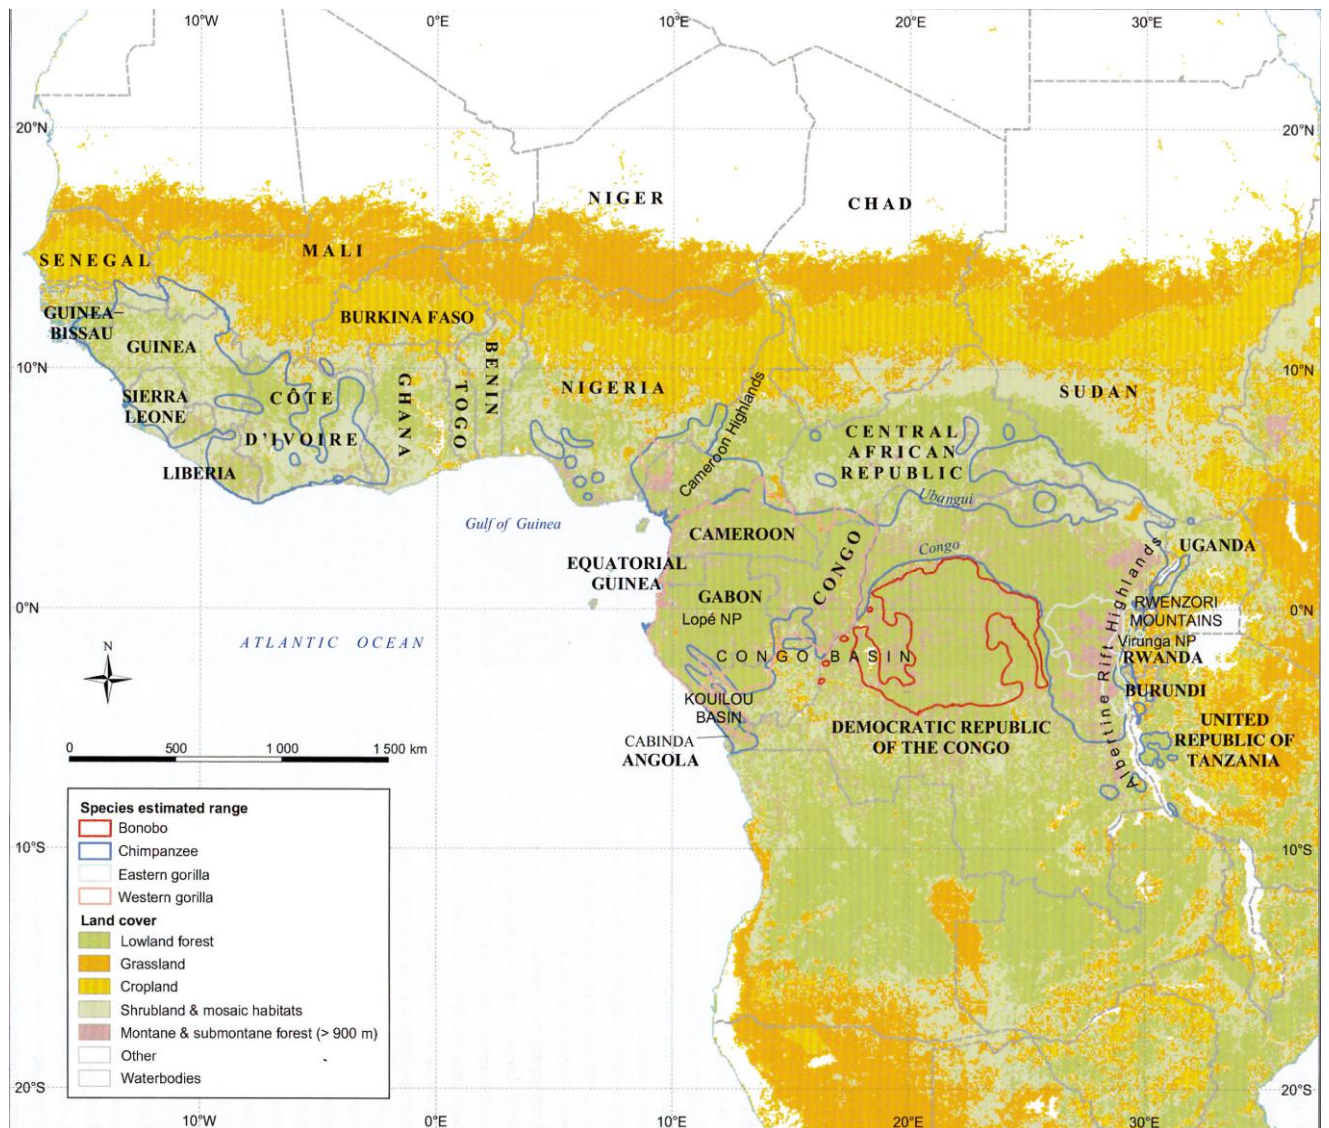 10°W 0°E 10°E 20°E 30°E
20°N 20°N
NIGER
CHAD
MALI
SENEGAL
GUINEA–
BISSAU
BURKINA FASO
GUINEA
BENIN
10°N 10°N
GHANA
TOGO
NIGERIA
Cameroon Highlands
SUDAN
SIERRA
LEONE
CÔTE
D'IVOIRE
CENTRAL
AFRICAN
REPUBLIC
LIBERIA
Ubangui
Gulf of Guinea
CAMEROON
CONGO
Congo
UGANDA
EQUATORIAL
GUINEA
Albertine Rift Highlands
GABON
RWENZORI
MOUNTAINS
0°N 0°N
Lopé NP
ATLANTIC OCEAN
Virunga NP
CONGO BASIN
RWANDA
N
KOUILOU
BASIN
BURUNDI
DEMOCRATIC REPUBLIC
OF THE CONGO
UNITED
REPUBLIC OF
TANZANIA
CABINDA
ANGOLA
0 500 1 000 1 500 km
Species estimated range
Bonobo
Chimpanzee
Eastern gorilla
Western gorilla
Land cover
Lowland forest
Grassland
Cropland
Shrubland & mosaic habitats
Montane & submontane forest (> 900 m)
Other
Waterbodies
10°S 10°S
20°S 20°S
10°W 0°E 10°E 20°E 30°E